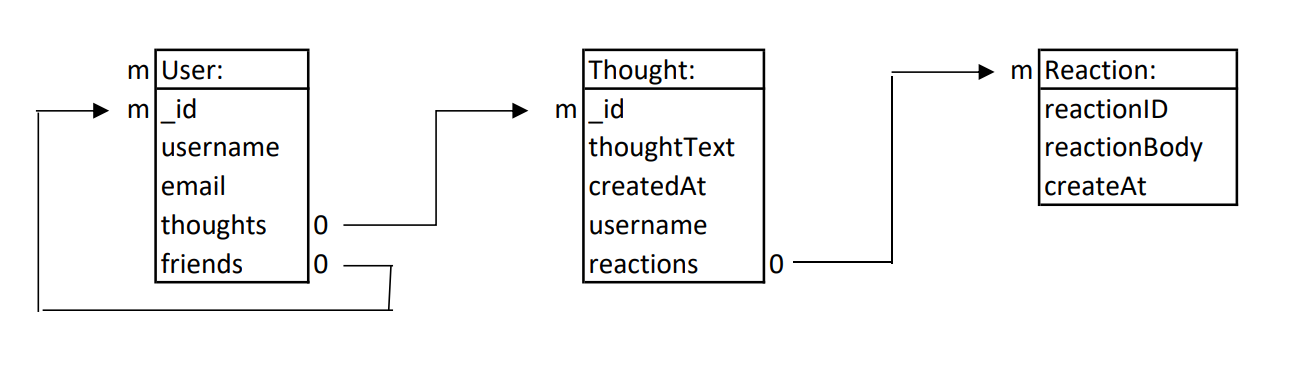 m User:
m _id
username
email
thoughts 0
friends 0
Thought:
m _id
thoughtText
createdAt
username
reactions 0
m Reaction:
reactionID
reactionBody
createAt